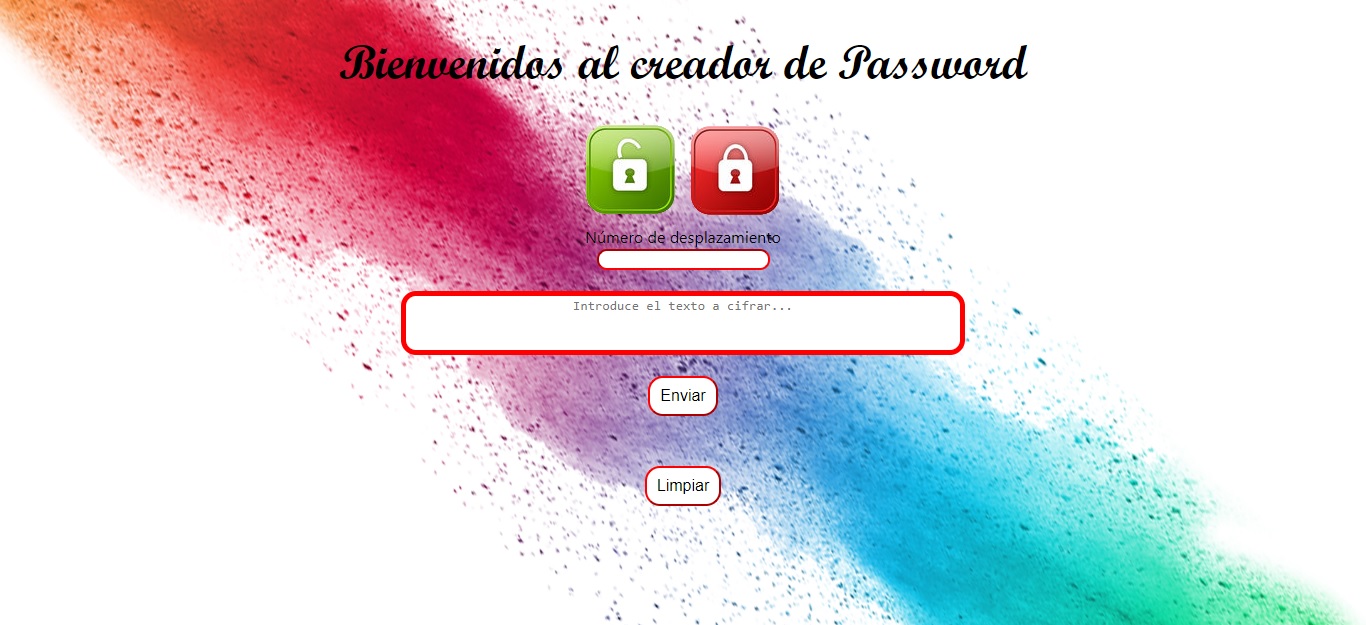 Bienvenidos al creador de Password
Número de desplazamiento
Introduce el texto a cifrar...
Enviar
Limpiar